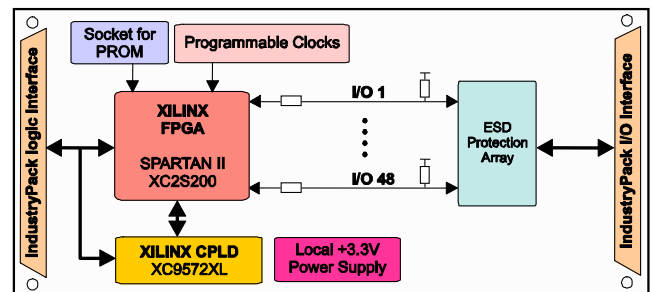 Socket for
PROM
Programmable Clocks
IndustryPack logic Interface
XILINX
FPGA
SPARTAN II
XC2S200
I/O 1
I/O 48
ESD
Protection
Array
IndustryPack I/O Interface
XILINX CPLD
XC9572XL
Local +3.3V
Power Supply